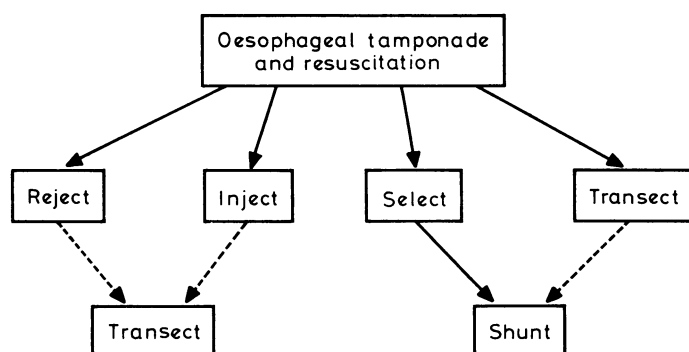 Oesophageal tamponade
and resuscitation
Reject
Inject
Select
Transect
Transect
Shunt